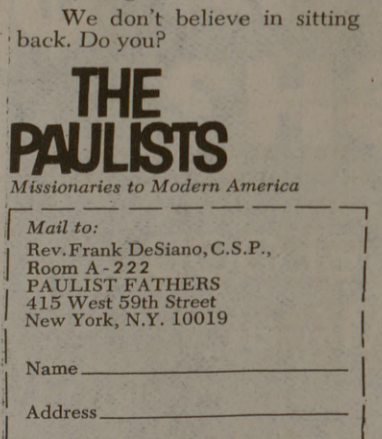 We don't believe in sitting
back. Do you?
THE
PAULISTS
Missionaries to Modern America
Mail to:
Rev. Frank DeSiano, C.S.P.,
Room A-222
PAULIST FATHERS
415 West 59th Street
New York, N.Y. 10019
Name
Address